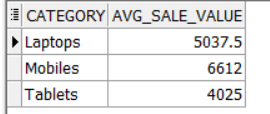 CATEGORY AVG_SALE_VALUE
Laptops 5037.5
Mobiles 6612
Tablets 4025